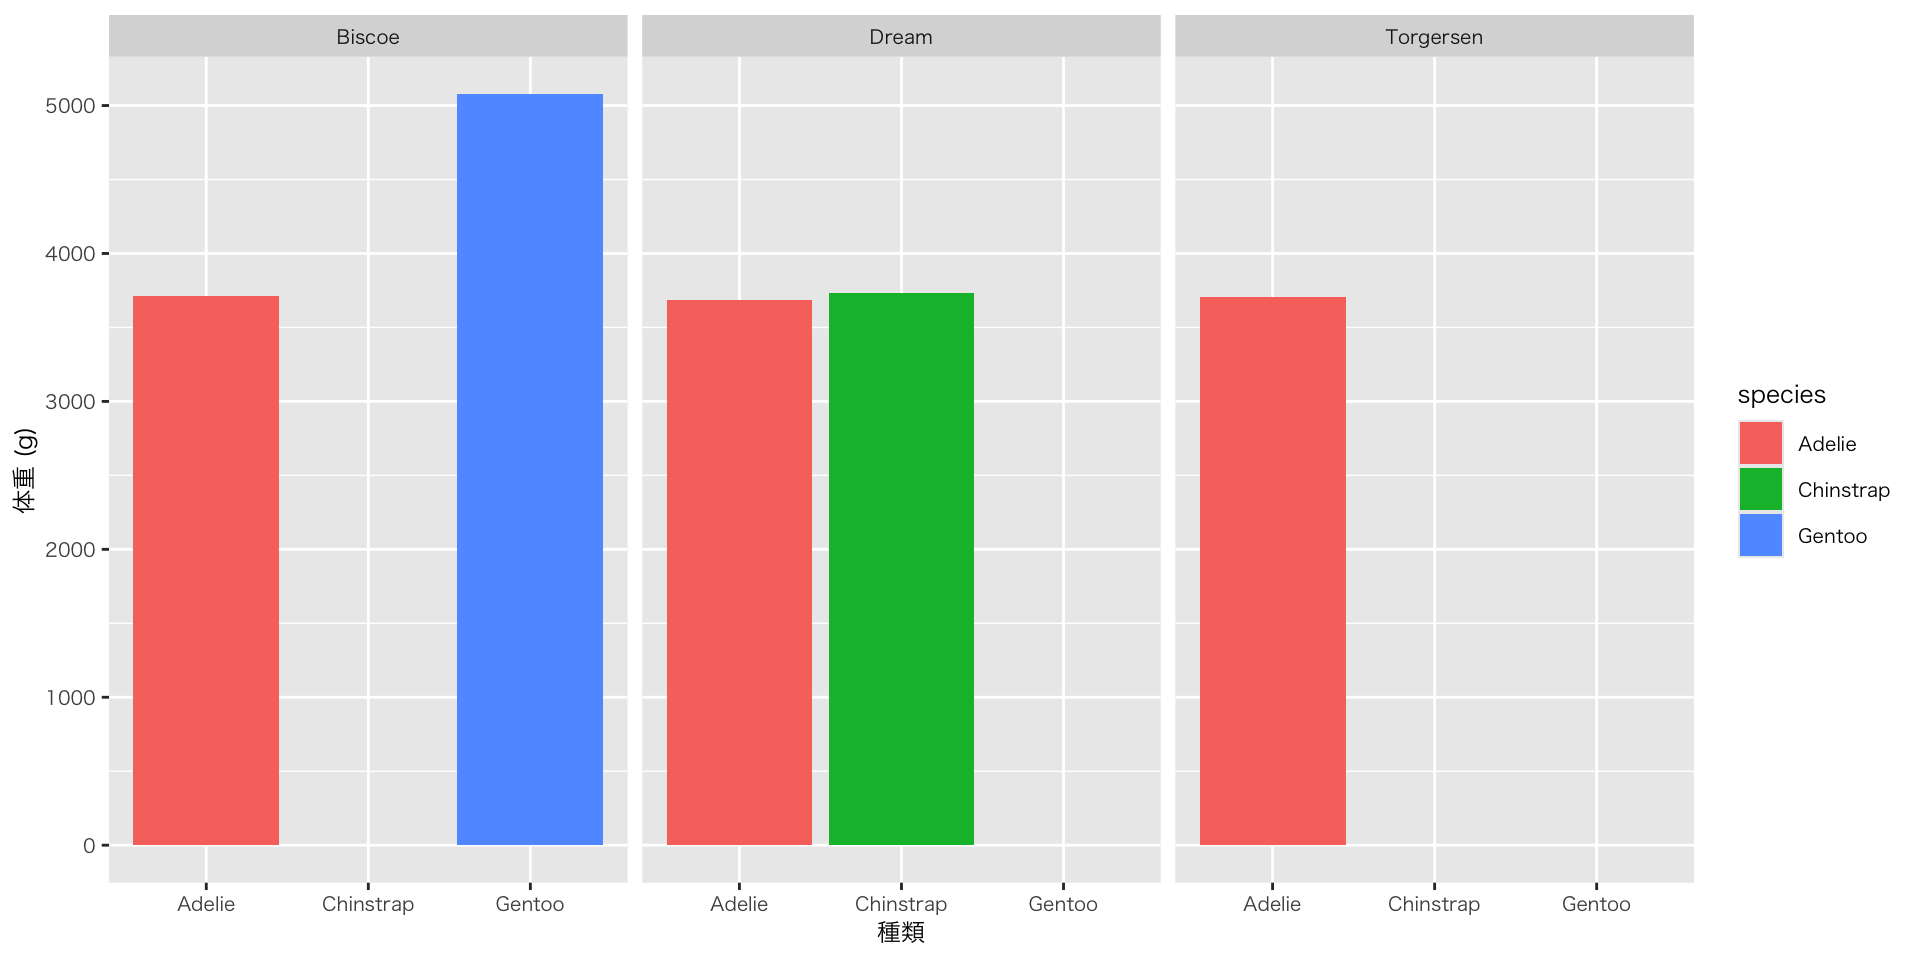 Biscoe
Dream
Torgersen
5000
4000
3000
2000
1000
0
体重 (g)
Adelie
Chinstrap
Gentoo
Adelie
Chinstrap
Gentoo
Adelie
Chinstrap
Gentoo
種類
species
Adelie
Chinstrap
Gentoo